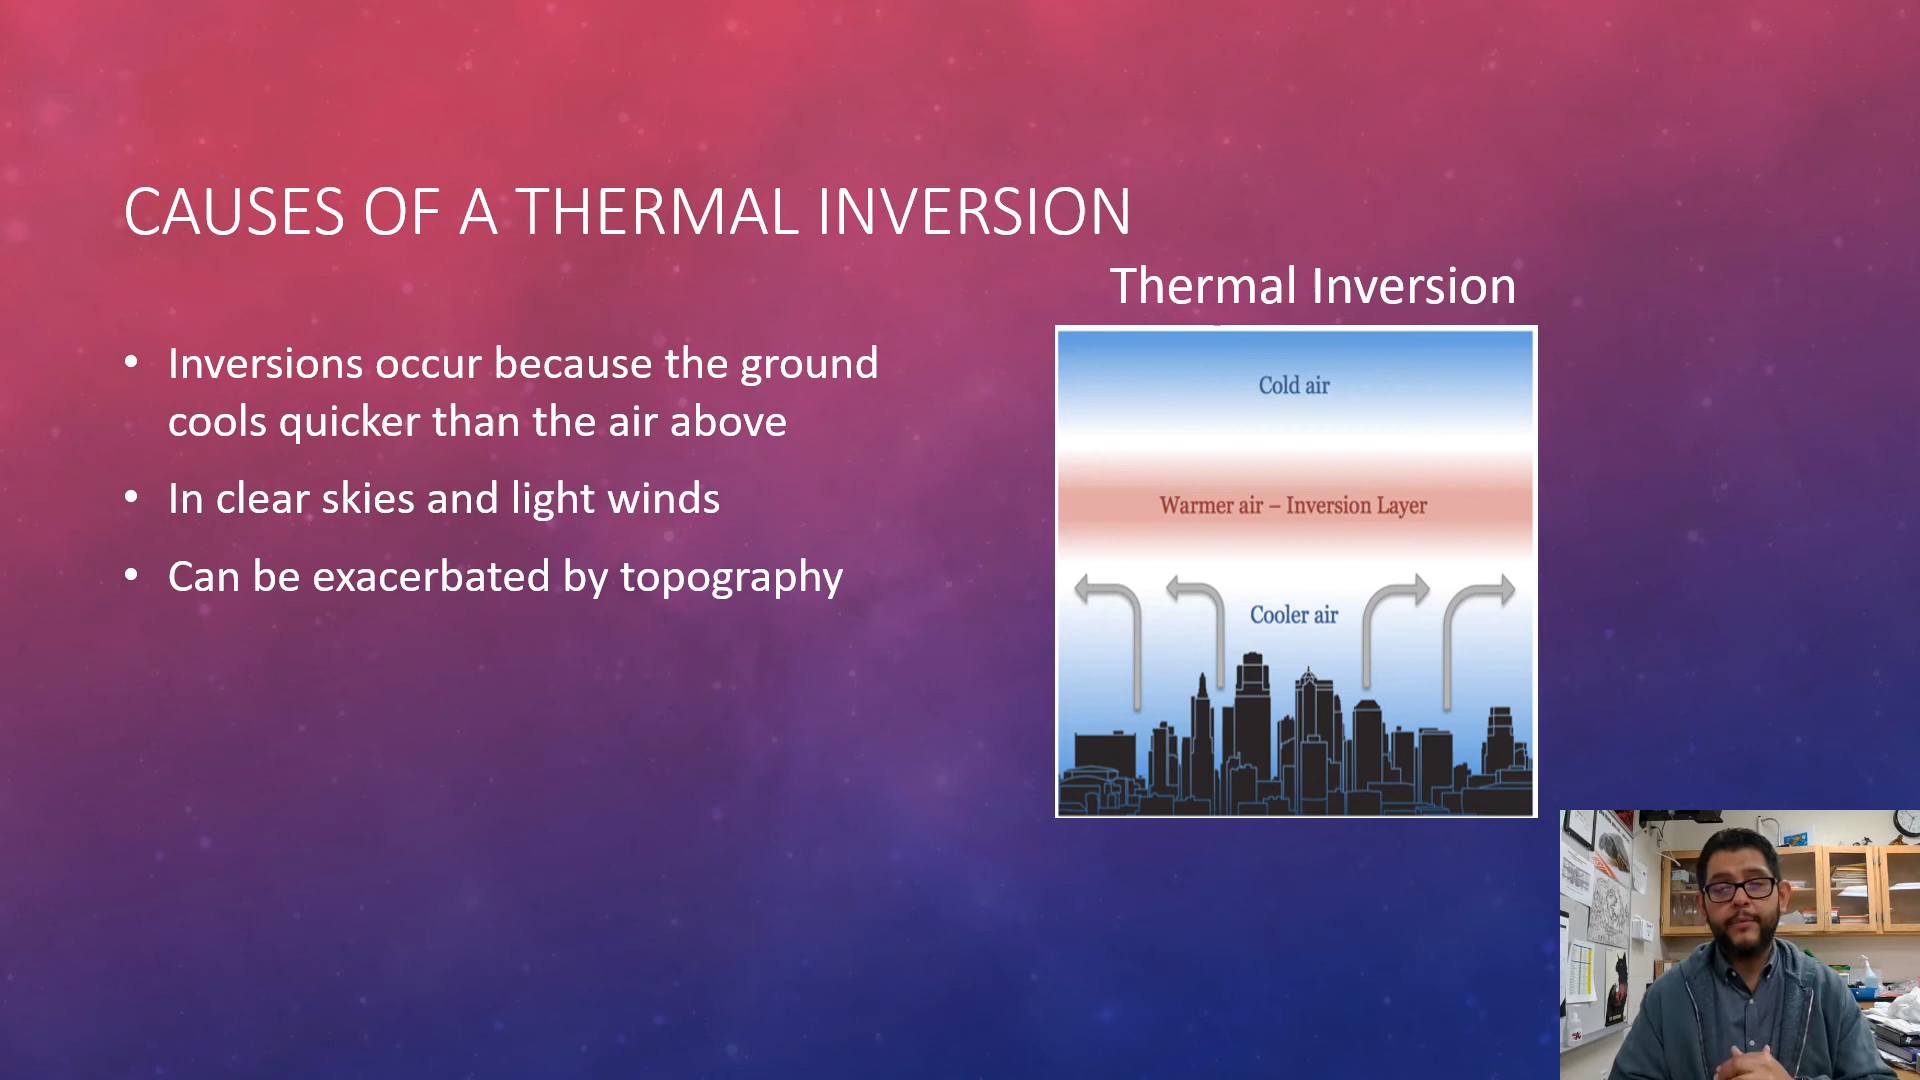 CAUSES OF A THERMAL INVERSION
• Inversions occur because the ground
cools quicker than the air above
• In clear skies and light winds
• Can be exacerbated by topography
Thermal Inversion
Cold air
Warmer air – Inversion Layer
Cooler air